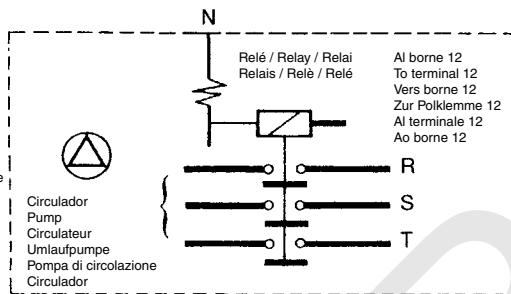 N
Relé / Relay / Relai
Relais / Relè / Relé
Al borne 12
To terminal 12
Vers borne 12
Zur Polklemme 12
Al terminale 12
Ao borne 12
R
S
T
e
Circulador
Pump
Circulateur
Umlaufpumpe
Pompa di circolazione
Circulador